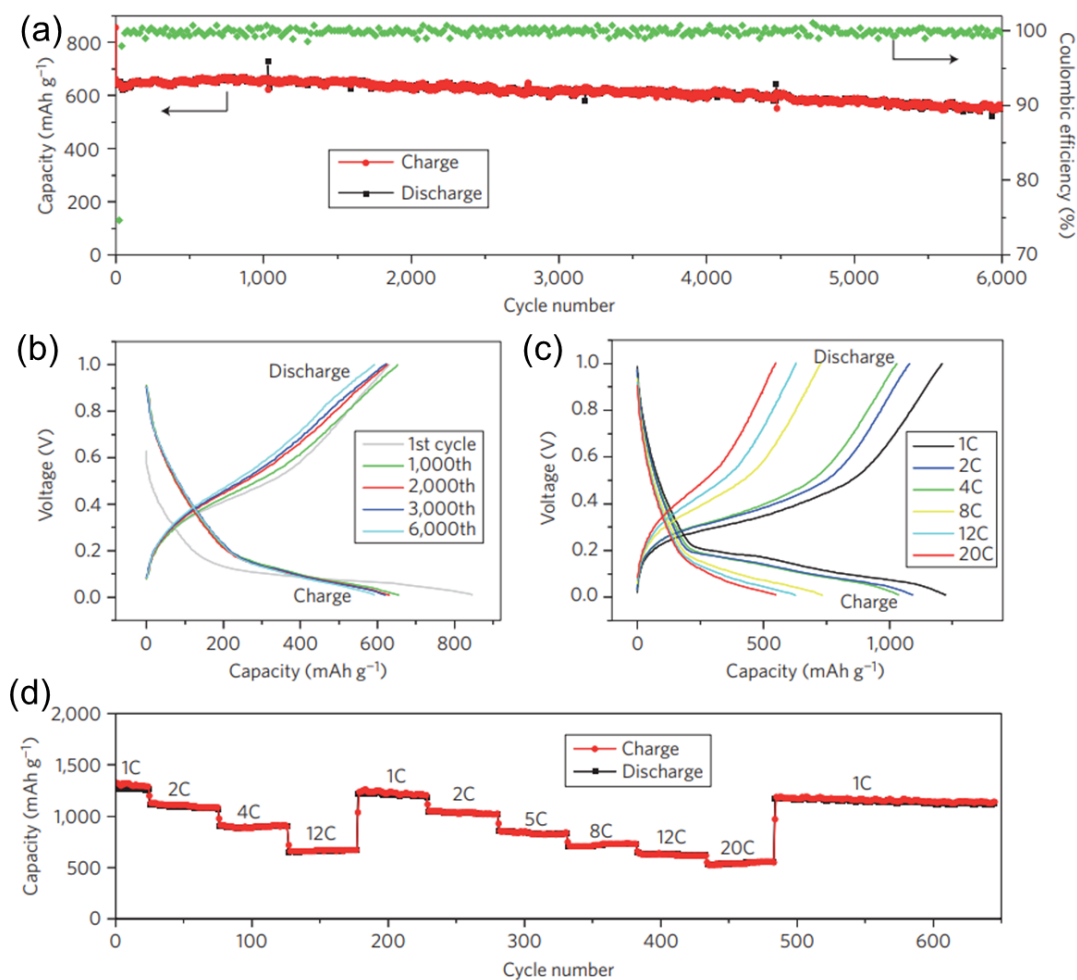 (a)
800
600
400
200
0
Capacity (mAh g⁻¹)
Charge
Discharge
100
90
80
70
Coulombic efficiency (%)
0
1,000
2,000
3,000
4,000
5,000
6,000
Cycle number
(b)
1.0
0.8
0.6
0.4
0.2
0.0
Voltage (V)
Discharge
1st cycle
1,000th
2,000th
3,000th
6,000th
Charge
0
200
400
600
800
Capacity (mAh g⁻¹)
(c)
1.0
0.8
0.6
0.4
0.2
0.0
Voltage (V)
Discharge
1C
2C
4C
8C
12C
20C
Charge
0
500
1,000
Capacity (mAh g⁻¹)
(d)
2,000
1,500
1,000
500
0
Capacity (mAh g⁻¹)
Charge
Discharge
1C
2C
4C
12C
1C
2C
5C
8C
12C
20C
1C
0
100
200
300
400
500
600
Cycle number